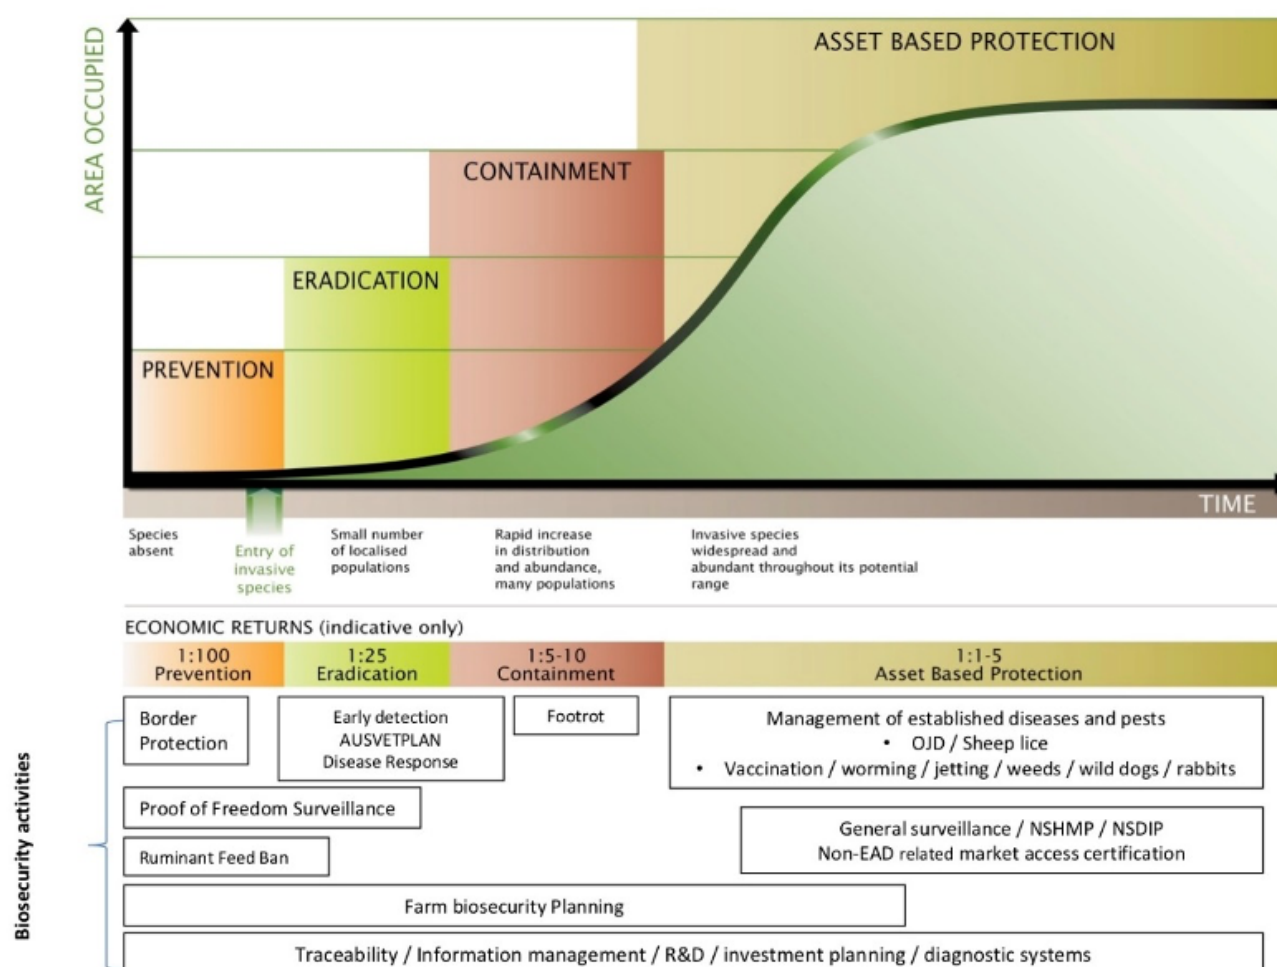 AREA OCCUPIED
ASSET BASED PROTECTION
CONTAINMENT
ERADICATION
PREVENTION
TIME
Species
absent
Entry of
invasive
species
Small number
of localised
populations
Rapid increase
in distribution
and abundance,
many populations
Invasive species
widespread and
abundant throughout its potential
range
ECONOMIC RETURNS (indicative only)
1:100
Prevention
1:25
Eradication
1:5-10
Containment
1:1-5
Asset Based Protection
Biosecurity activities
Border
Protection
Early detection
AUSVETPLAN
Disease Response
Footrot
Management of established diseases and pests
• OJD / Sheep lice
• Vaccination / worming / jetting / weeds / wild dogs / rabbits
Proof of Freedom Surveillance
General surveillance / NSHMP / NSDIP
Non-EAD related market access certification
Ruminant Feed Ban
Farm biosecurity Planning
Traceability / Information management / R&D / investment planning / diagnostic systems